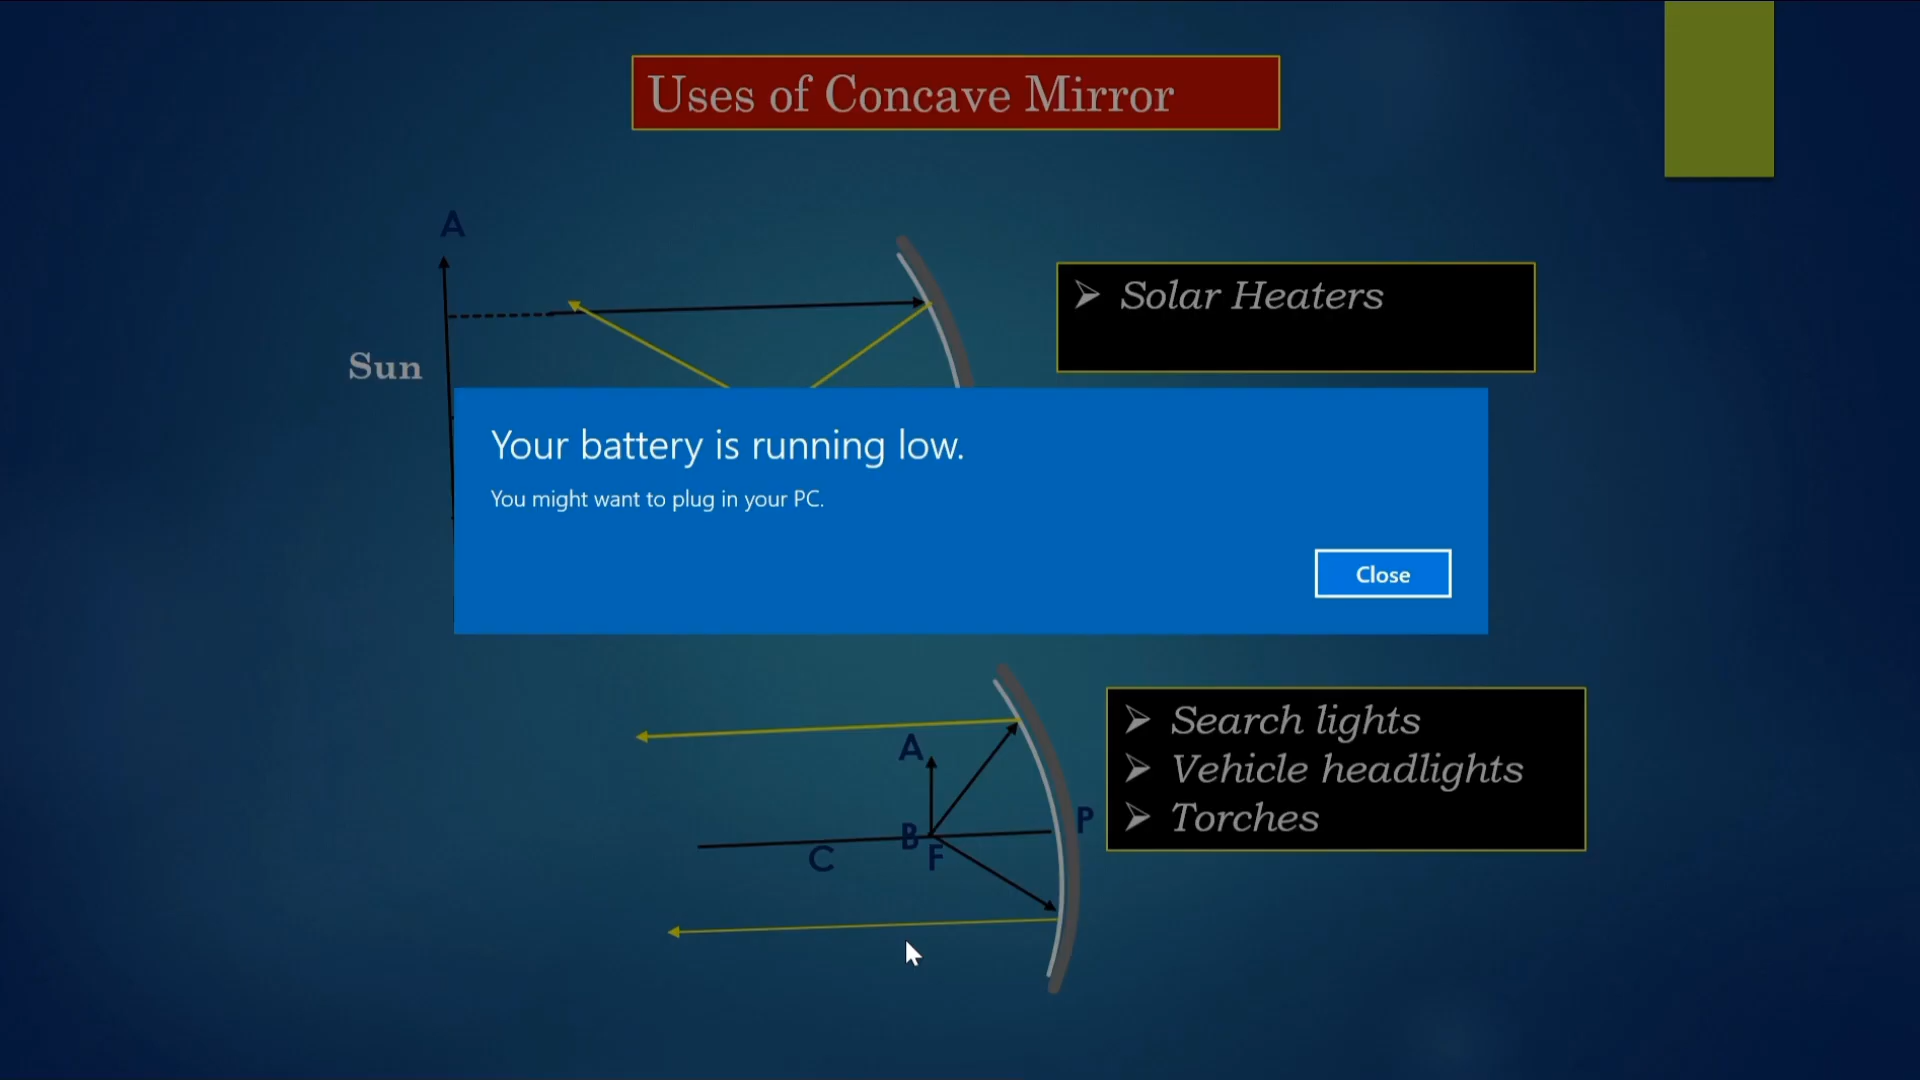 Uses of Concave Mirror
A
➢ Solar Heaters
Sun
Your battery is running low.
You might want to plug in your PC.
Close
➢ Search lights
➢ Vehicle headlights
➢ Torches
A
B
P
C
F